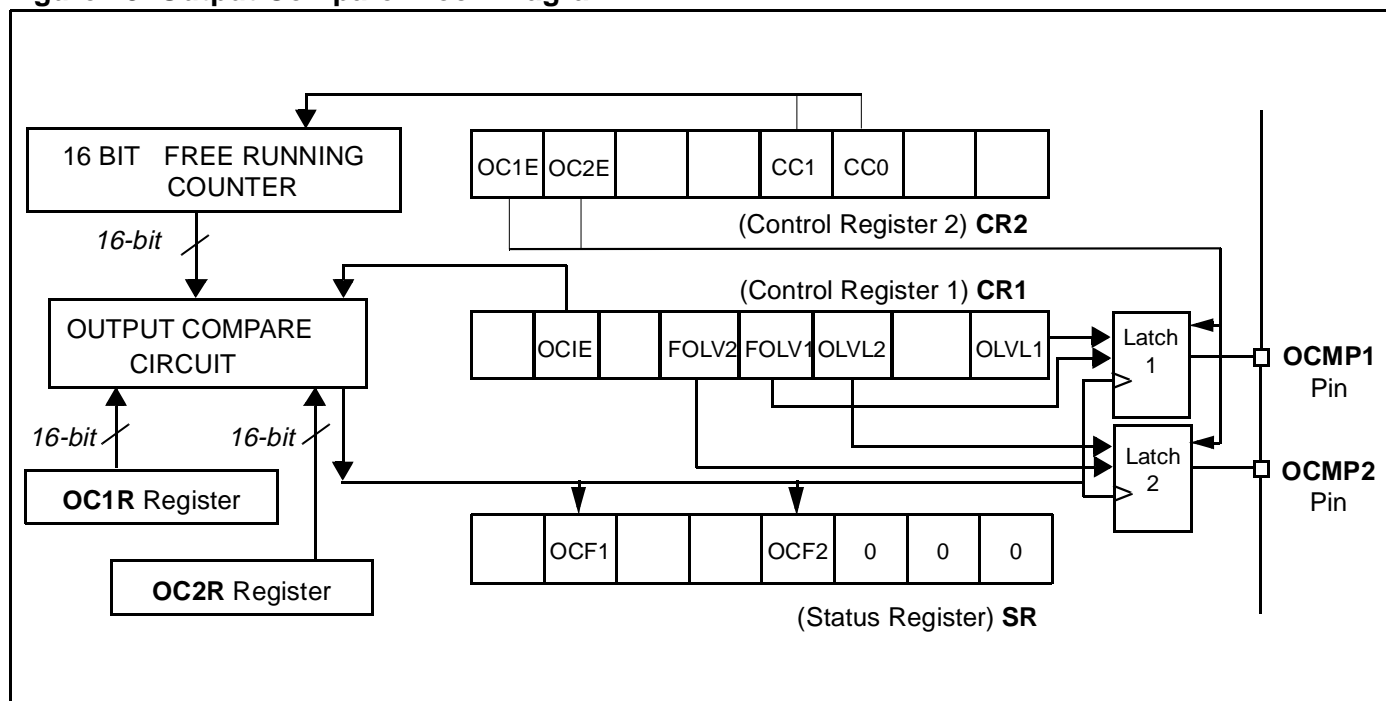 16 BIT FREE RUNNING
COUNTER
OC1E OC2E CC1 CC0
(Control Register 2) CR2
16-bit
OUTPUT COMPARE
CIRCUIT
(Control Register 1) CR1
OCIE FOLV2 FOLV1 OLVL2 OLVL1
Latch
1
OCMP1
Pin
16-bit
16-bit
Latch
2
OCMP2
Pin
OC1R Register
OC2R Register
OCF1 OCF2 0 0 0
(Status Register) SR